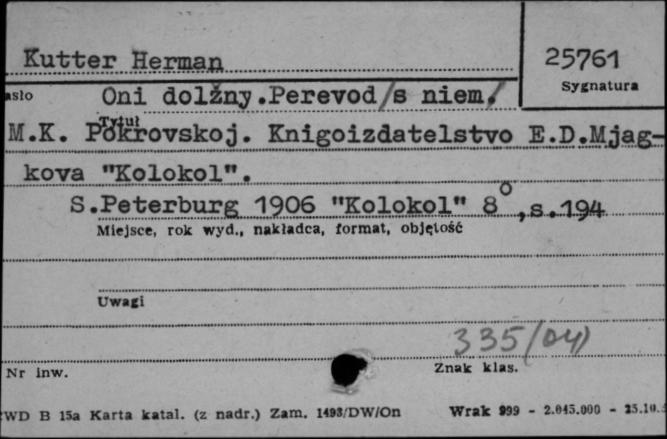 Kutter Herman
25761
Sygnatura
asło
Oni dolžny.Perevod/s niem/
Tytuł
M.K. Pokrovskoj. Knigoizdatelstvo E.D.Mjag-
kova "Kolokol".
S.Peterburg 1906 "Kolokol" 8°,s.194
Miejsce, rok wyd., nakładca, format, objętość
Uwagi
335(04)
Nr inw.
Znak klas.
WD B 15a Karta katal. (z nadr.) Zam. 1498/DW/On
Wrak 999 - 2.045.000 - 25.10.